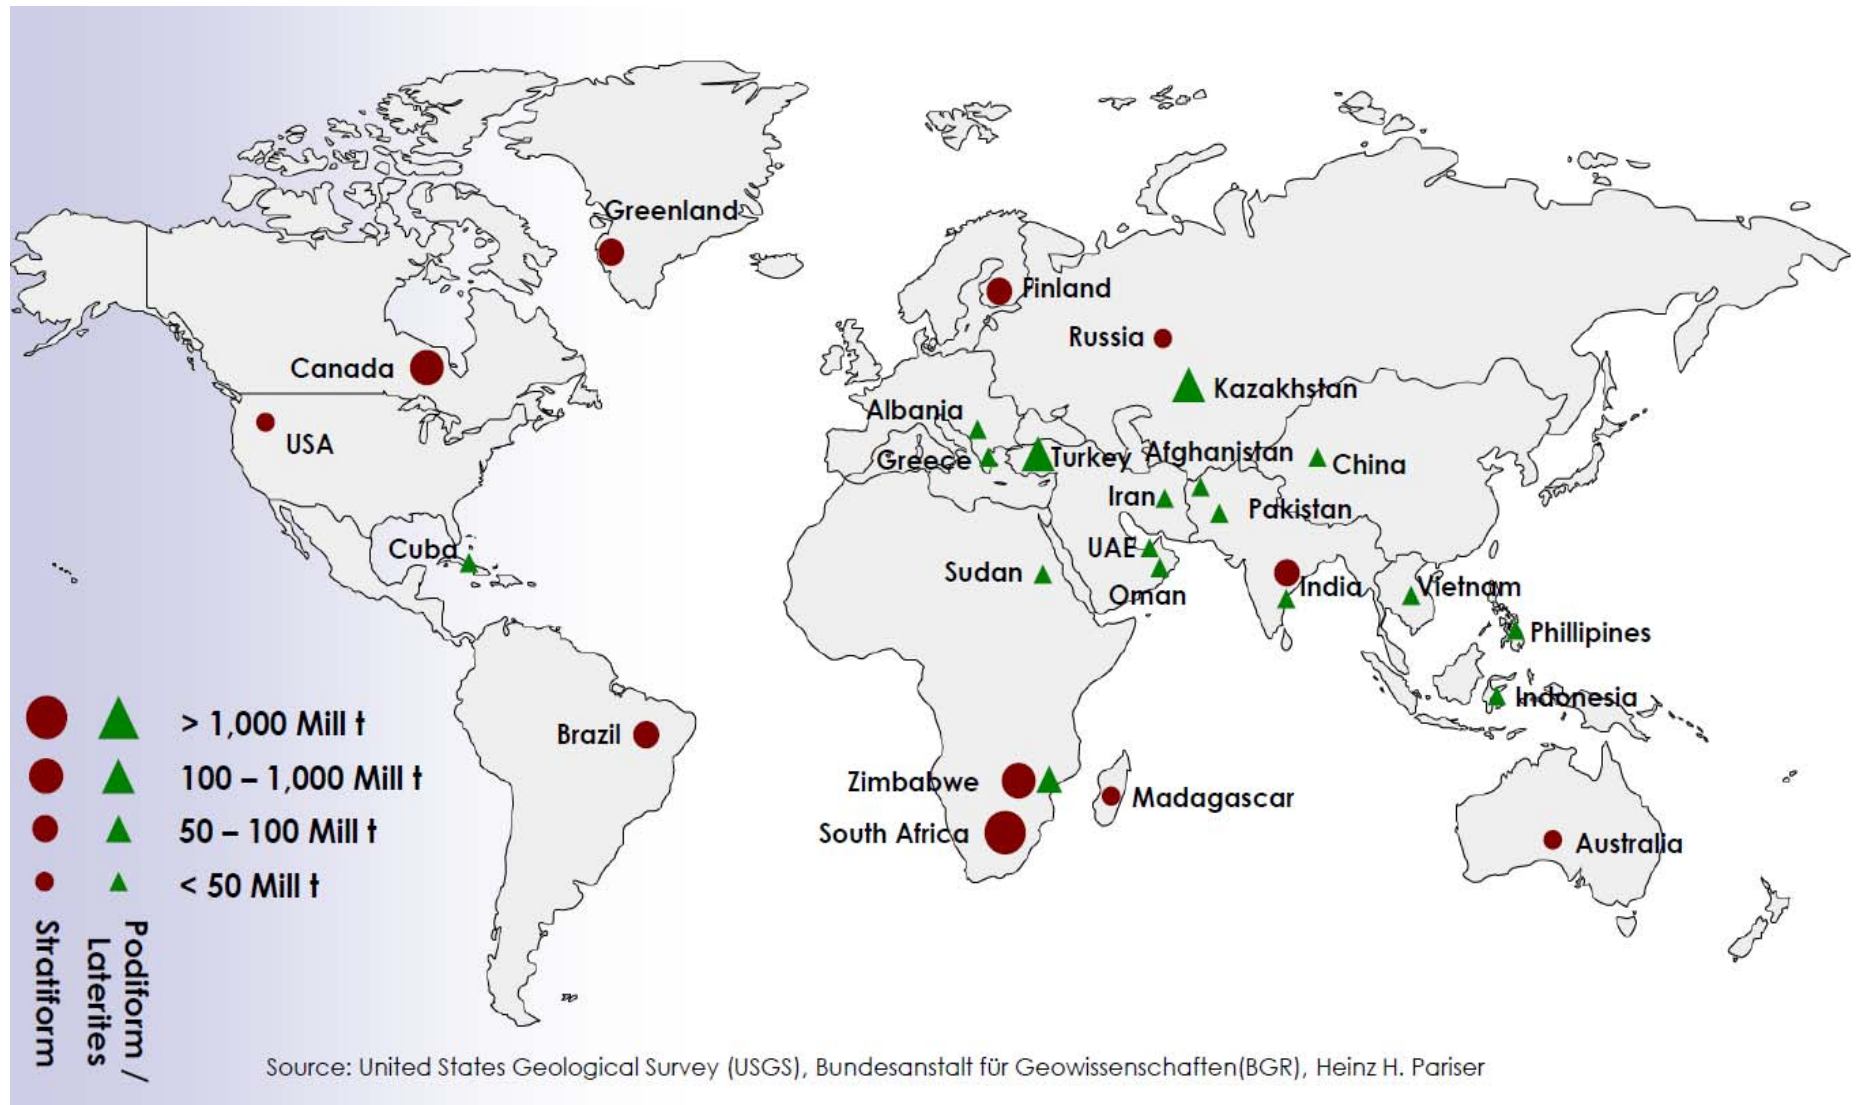 Greenland
Finland
Russia
Canada
Kazakhstan
Albania
USA
Greece
Turkey
Afghanistan
China
Iran
Pakistan
Cuba
UAE
Sudan
Oman
India
Vietnam
Phillipines
Indonesia
Brazil
Zimbabwe
Madagascar
South Africa
Australia
> 1,000 Mill t
100 – 1,000 Mill t
50 – 100 Mill t
< 50 Mill t
Stratiform
Podiform /
Laterites
Source: United States Geological Survey (USGS), Bundesanstalt für Geowissenschaften(BGR), Heinz H. Pariser